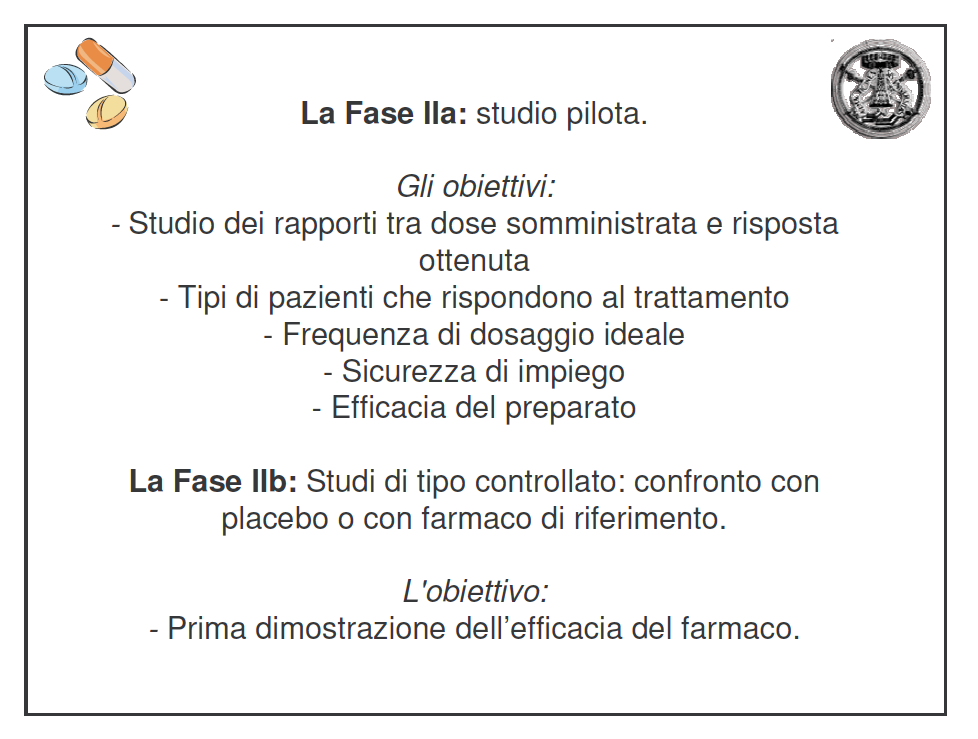 La Fase IIa: studio pilota.
Gli obiettivi:
- Studio dei rapporti tra dose somministrata e risposta
ottenuta
- Tipi di pazienti che rispondono al trattamento
- Frequenza di dosaggio ideale
- Sicurezza di impiego
- Efficacia del preparato
La Fase IIb: Studi di tipo controllato: confronto con
placebo o con farmaco di riferimento.
L'obiettivo:
- Prima dimostrazione dell’efficacia del farmaco.